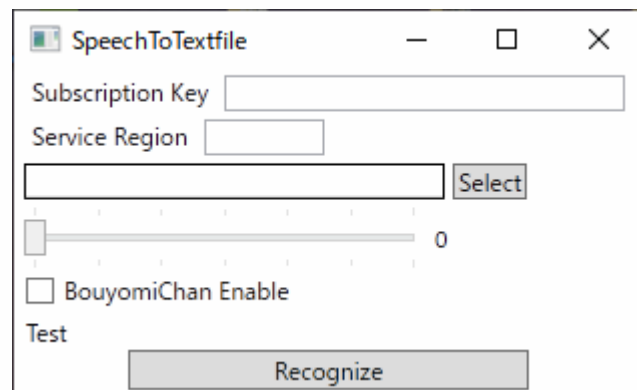 SpeechToTextfile
Subscription Key
Service Region
Select
0
BouyomiChan Enable
Test
Recognize